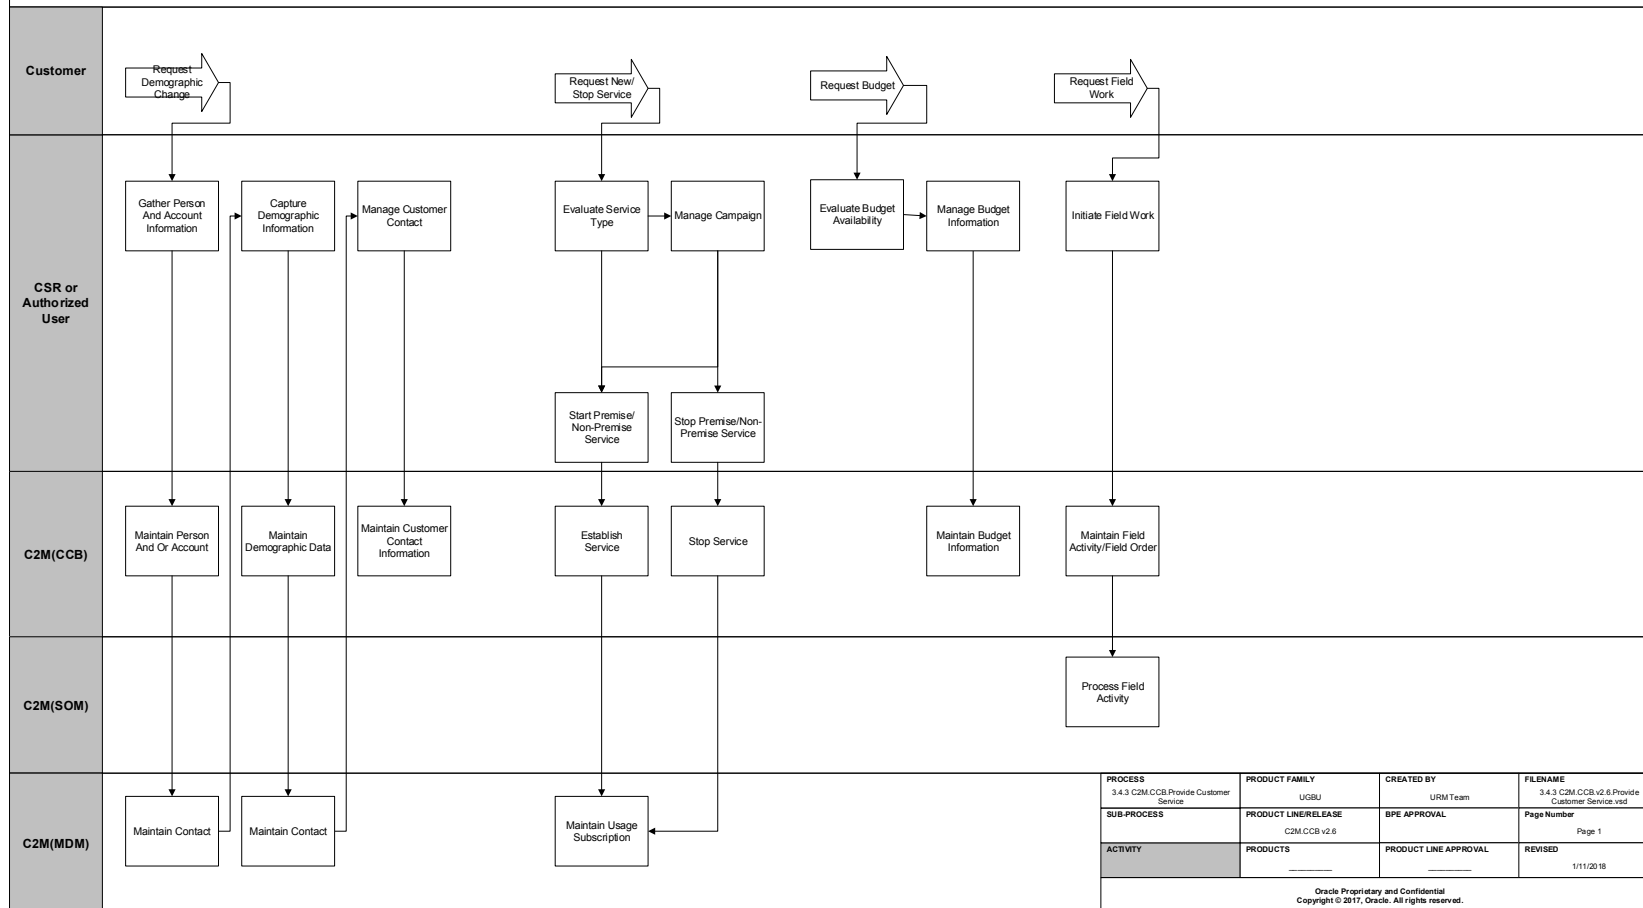 Customer
Request
Demographic
Change
Request New/
Stop Service
Request Budget
Request Field
Work
CSR or
Authorized
User
Gather Person
And Account
Information
Capture
Demographic
Information
Manage Customer
Contact
Evaluate Service
Type
Manage Campaign
Evaluate Budget
Availability
Manage Budget
Information
Initiate Field Work
Start Premise/
Non-Premise
Service
Stop Premise/Non-
Premise Service
C2M(CCB)
Maintain Person
And Or Account
Maintain
Demographic Data
Maintain Customer
Contact
Information
Establish
Service
Stop Service
Maintain Budget
Information
Maintain Field
Activity/Field Order
C2M(SOM)
Process Field
Activity
C2M(MDM)
Maintain Contact
Maintain Contact
Maintain Usage
Subscription
PROCESS
3.4.3 C2M.CCB.Provide Customer
Service
PRODUCT FAMILY
UGBU
CREATED BY
URM Team
FILENAME
3.4.3 C2M.CCB.v2.6.Provide
Customer Service.vsd
SUB-PROCESS
PRODUCT LINE/RELEASE
C2M.CCB v2.6
BPE APPROVAL
Page Number
Page 1
ACTIVITY
PRODUCTS
PRODUCT LINE APPROVAL
REVISED
1/11/2018
Oracle Proprietary and Confidential
Copyright © 2017, Oracle. All rights reserved.